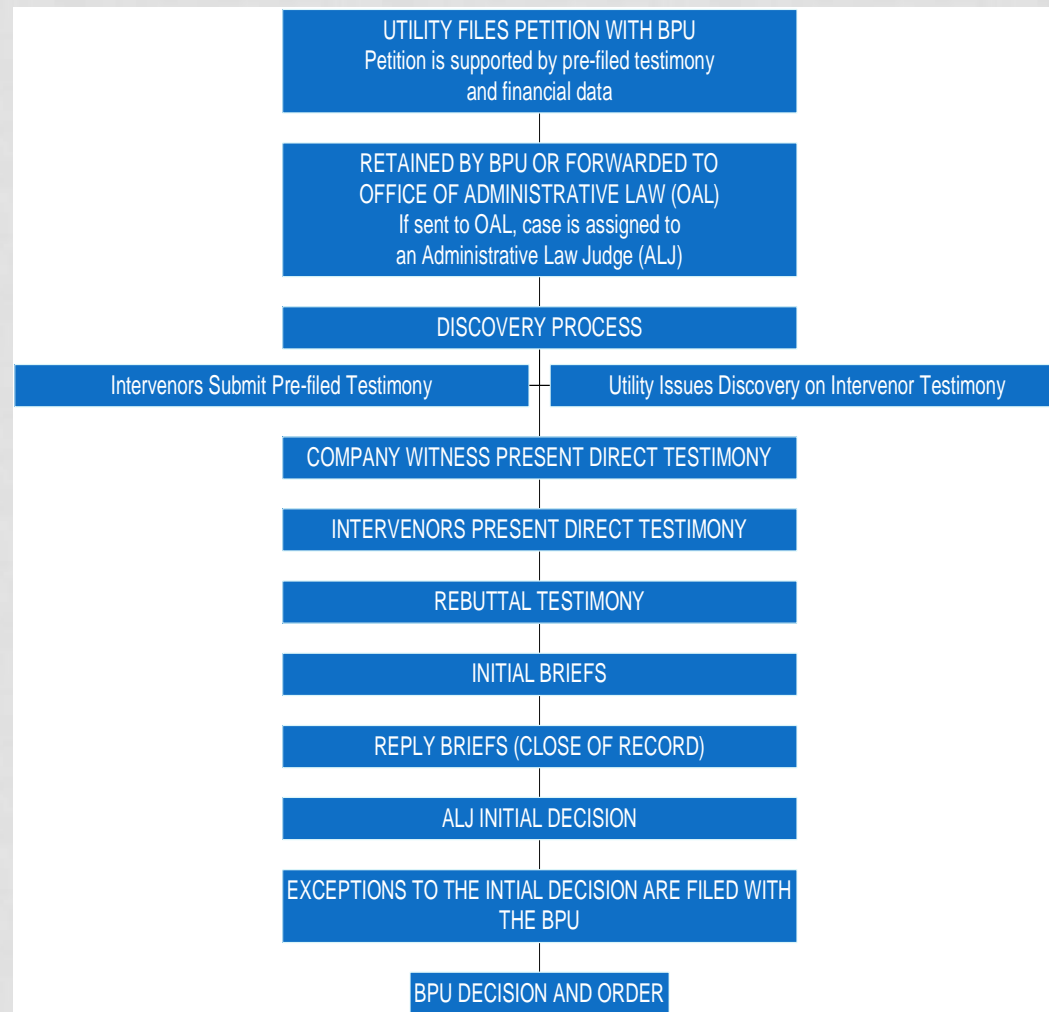 UTILITY FILES PETITION WITH BPU
Petition is supported by pre-filed testimony
and financial data
RETAINED BY BPU OR FORWARDED TO
OFFICE OF ADMINISTRATIVE LAW (OAL)
If sent to OAL, case is assigned to
an Administrative Law Judge (ALJ)
DISCOVERY PROCESS
Intervenors Submit Pre-filed Testimony
Utility Issues Discovery on Intervenor Testimony
COMPANY WITNESS PRESENT DIRECT TESTIMONY
INTERVENORS PRESENT DIRECT TESTIMONY
REBUTTAL TESTIMONY
INITIAL BRIEFS
REPLY BRIEFS (CLOSE OF RECORD)
ALJ INITIAL DECISION
EXCEPTIONS TO THE INTIAL DECISION ARE FILED WITH
THE BPU
BPU DECISION AND ORDER